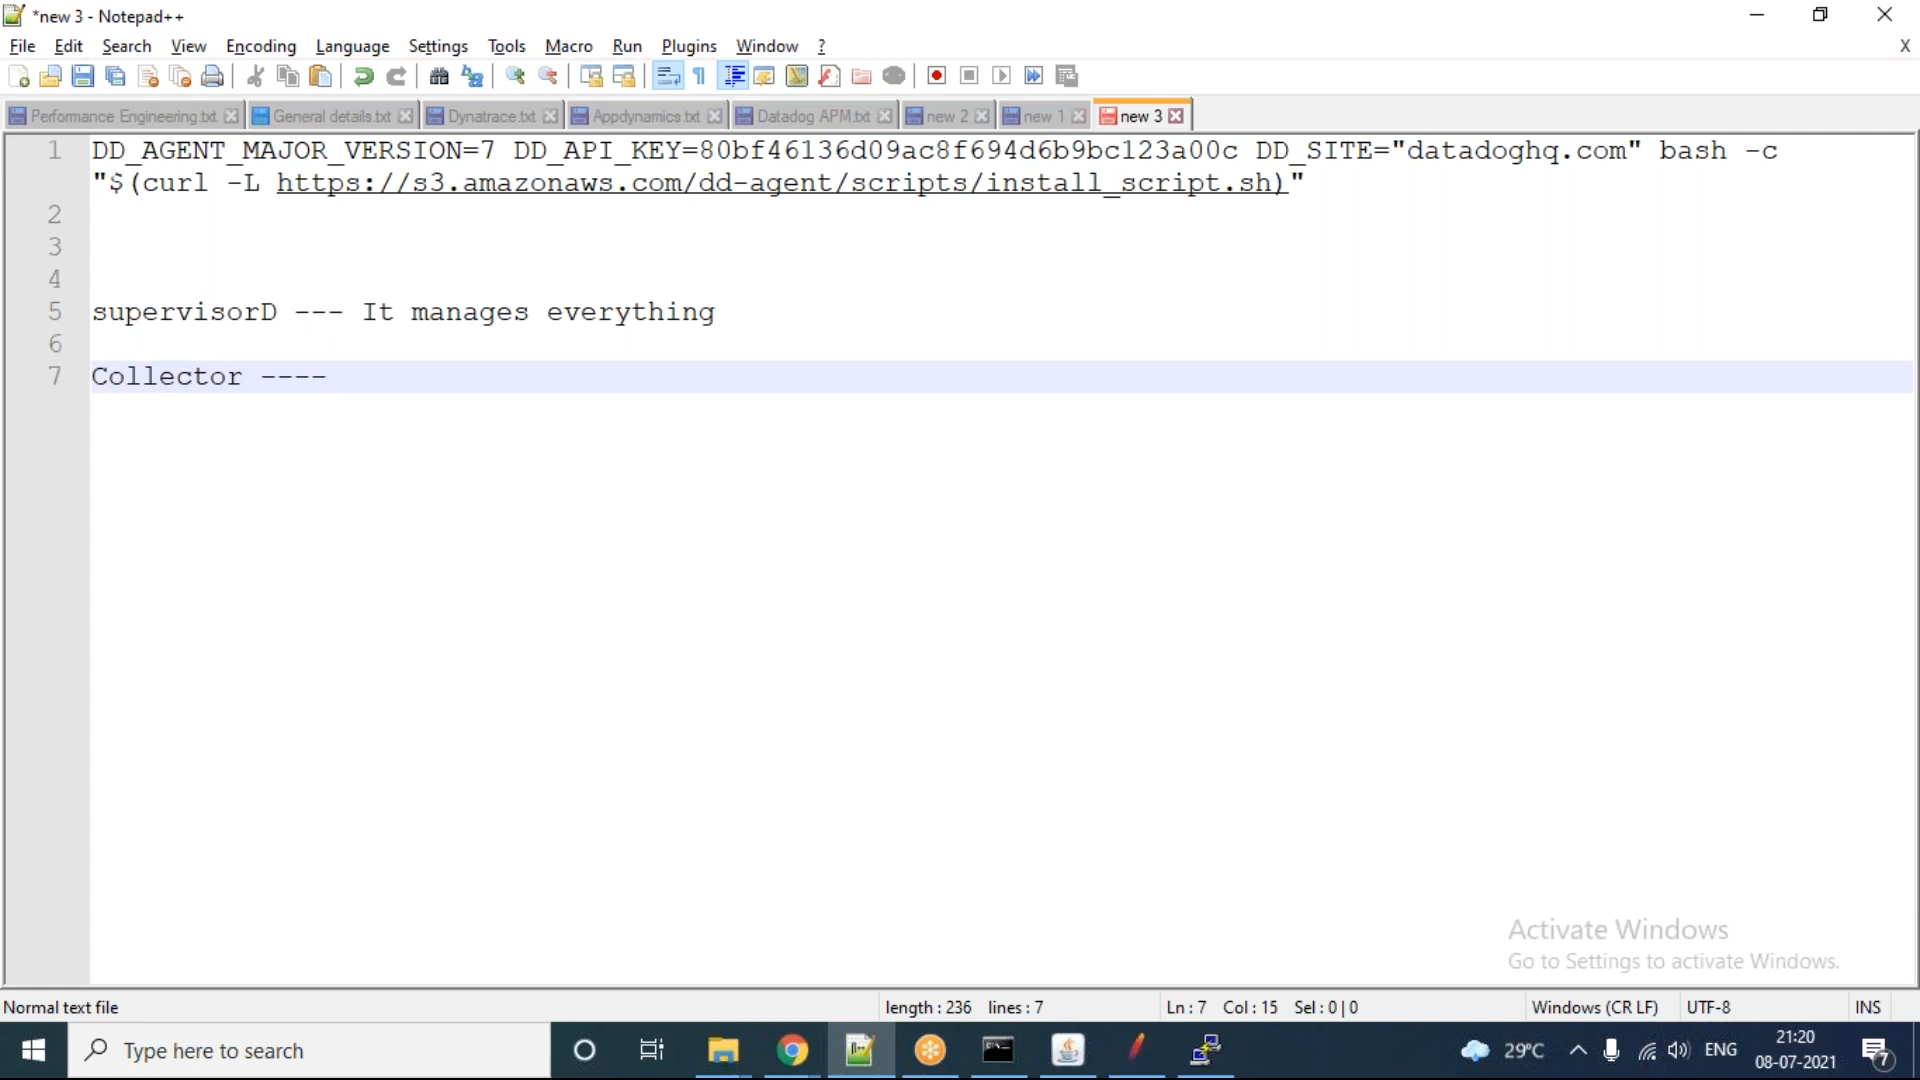 *new 3 - Notepad++
File Edit Search View Encoding Language Settings Tools Macro Run Plugins Window ? X
Performance Engineering.txt General details.txt Dynatrace.txt Appdynamics.txt Datadog APM.txt new 2 new 1 new 3
1 DD_AGENT_MAJOR_VERSION=7 DD_API_KEY=80bf46136d09ac8f694d6b9bc123a00c DD_SITE="datadoghq.com" bash -c
"$(curl -L https://s3.amazonaws.com/dd-agent/scripts/install_script.sh)"
2
3
4
5 supervisorD --- It manages everything
6
7 Collector ----
Activate Windows
Go to Settings to activate Windows.
Normal text file length : 236 lines : 7 Ln : 7 Col : 15 Sel : 0 | 0 Windows (CR LF) UTF-8 INS
Type here to search 29°C ENG 21:20
08-07-2021 7